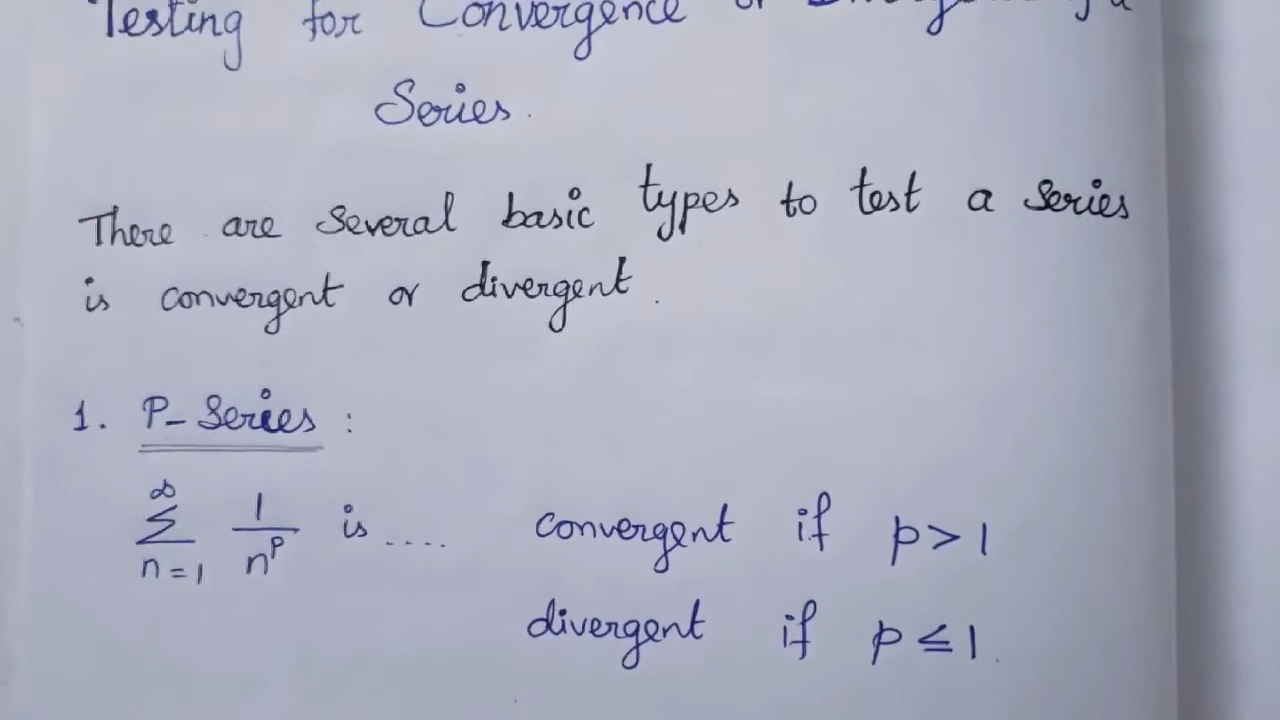 Testing for Convergence or
Series.
There are several basic types to test a series
is convergent or divergent.
1. P- Series :
∞
∑ 1/n^p is .... convergent if p > 1
n=1
divergent if p ≤ 1.